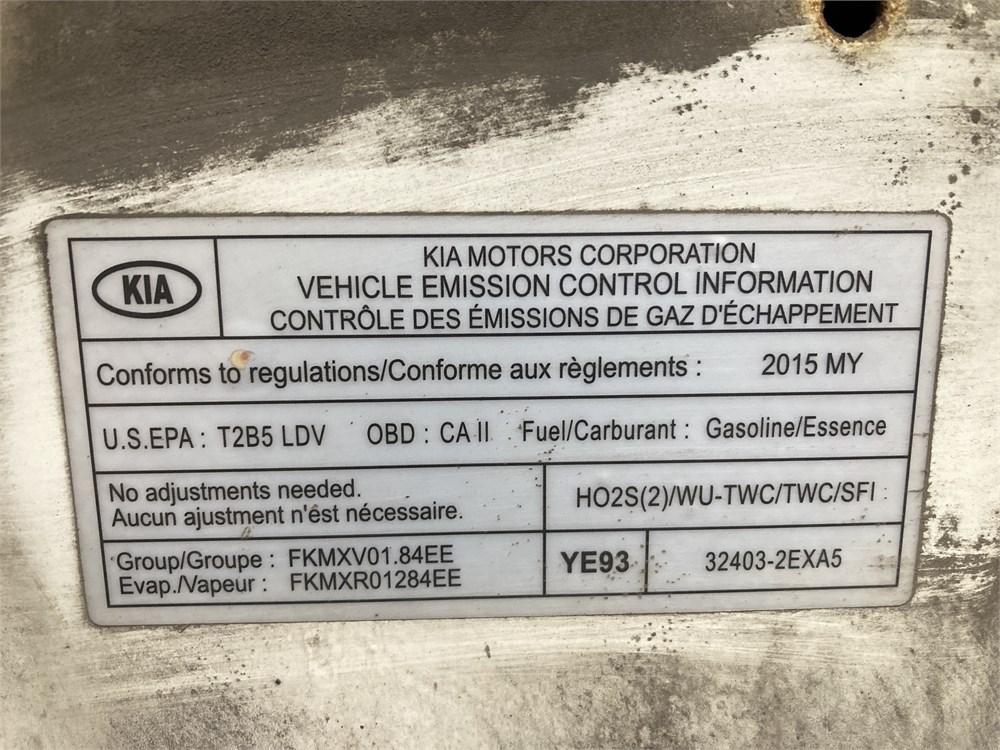 KIA
KIA MOTORS CORPORATION
VEHICLE EMISSION CONTROL INFORMATION
CONTRÔLE DES ÉMISSIONS DE GAZ D'ÉCHAPPEMENT
Conforms to regulations/Conforme aux règlements : 2015 MY
U.S.EPA : T2B5 LDV OBD : CA II Fuel/Carburant : Gasoline/Essence
No adjustments needed.
Aucun ajustment n'est nécessaire.
HO2S(2)/WU-TWC/TWC/SFI
Group/Groupe : FKMXV01.84EE
Evap./Vapeur : FKMXR01284EE
YE93
32403-2EXA5